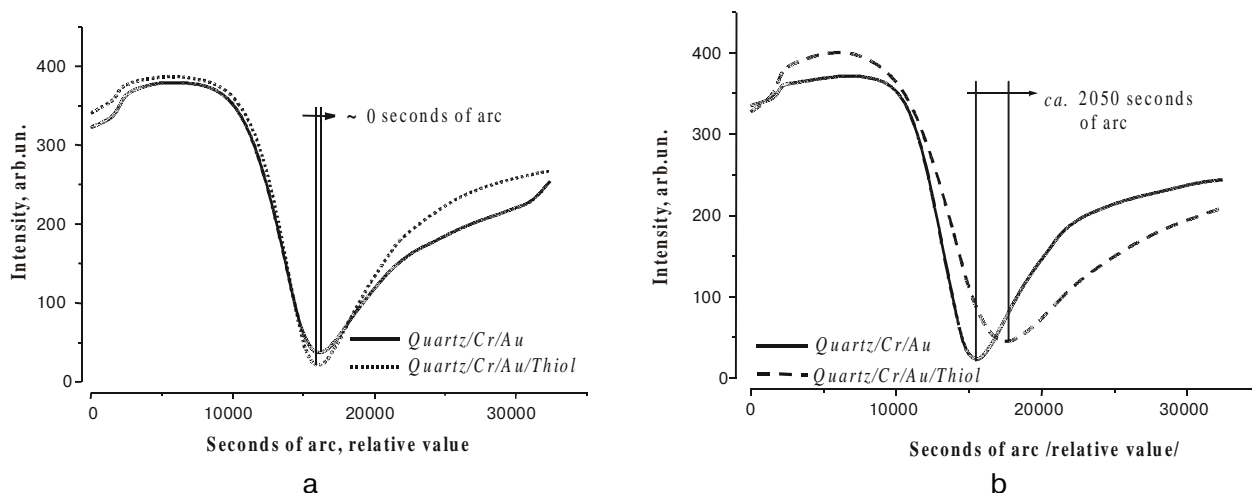 400
300
200
100
0
Intensity, arb.un.
~ 0 seconds of arc
Quartz/Cr/Au
Quartz/Cr/Au/Thiol
0 10000 20000 30000
Seconds of arc, relative value
a
400
300
200
100
0
Intensity, arb.un.
ca. 2050 seconds
of arc
Quartz/Cr/Au
Quartz/Cr/Au/Thiol
0 10000 20000 30000
Seconds of arc /relative value/
b